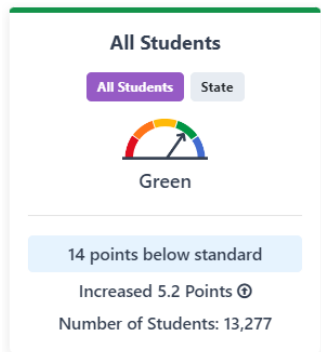 All Students
All Students State
Green
14 points below standard
Increased 5.2 Points
Number of Students: 13,277